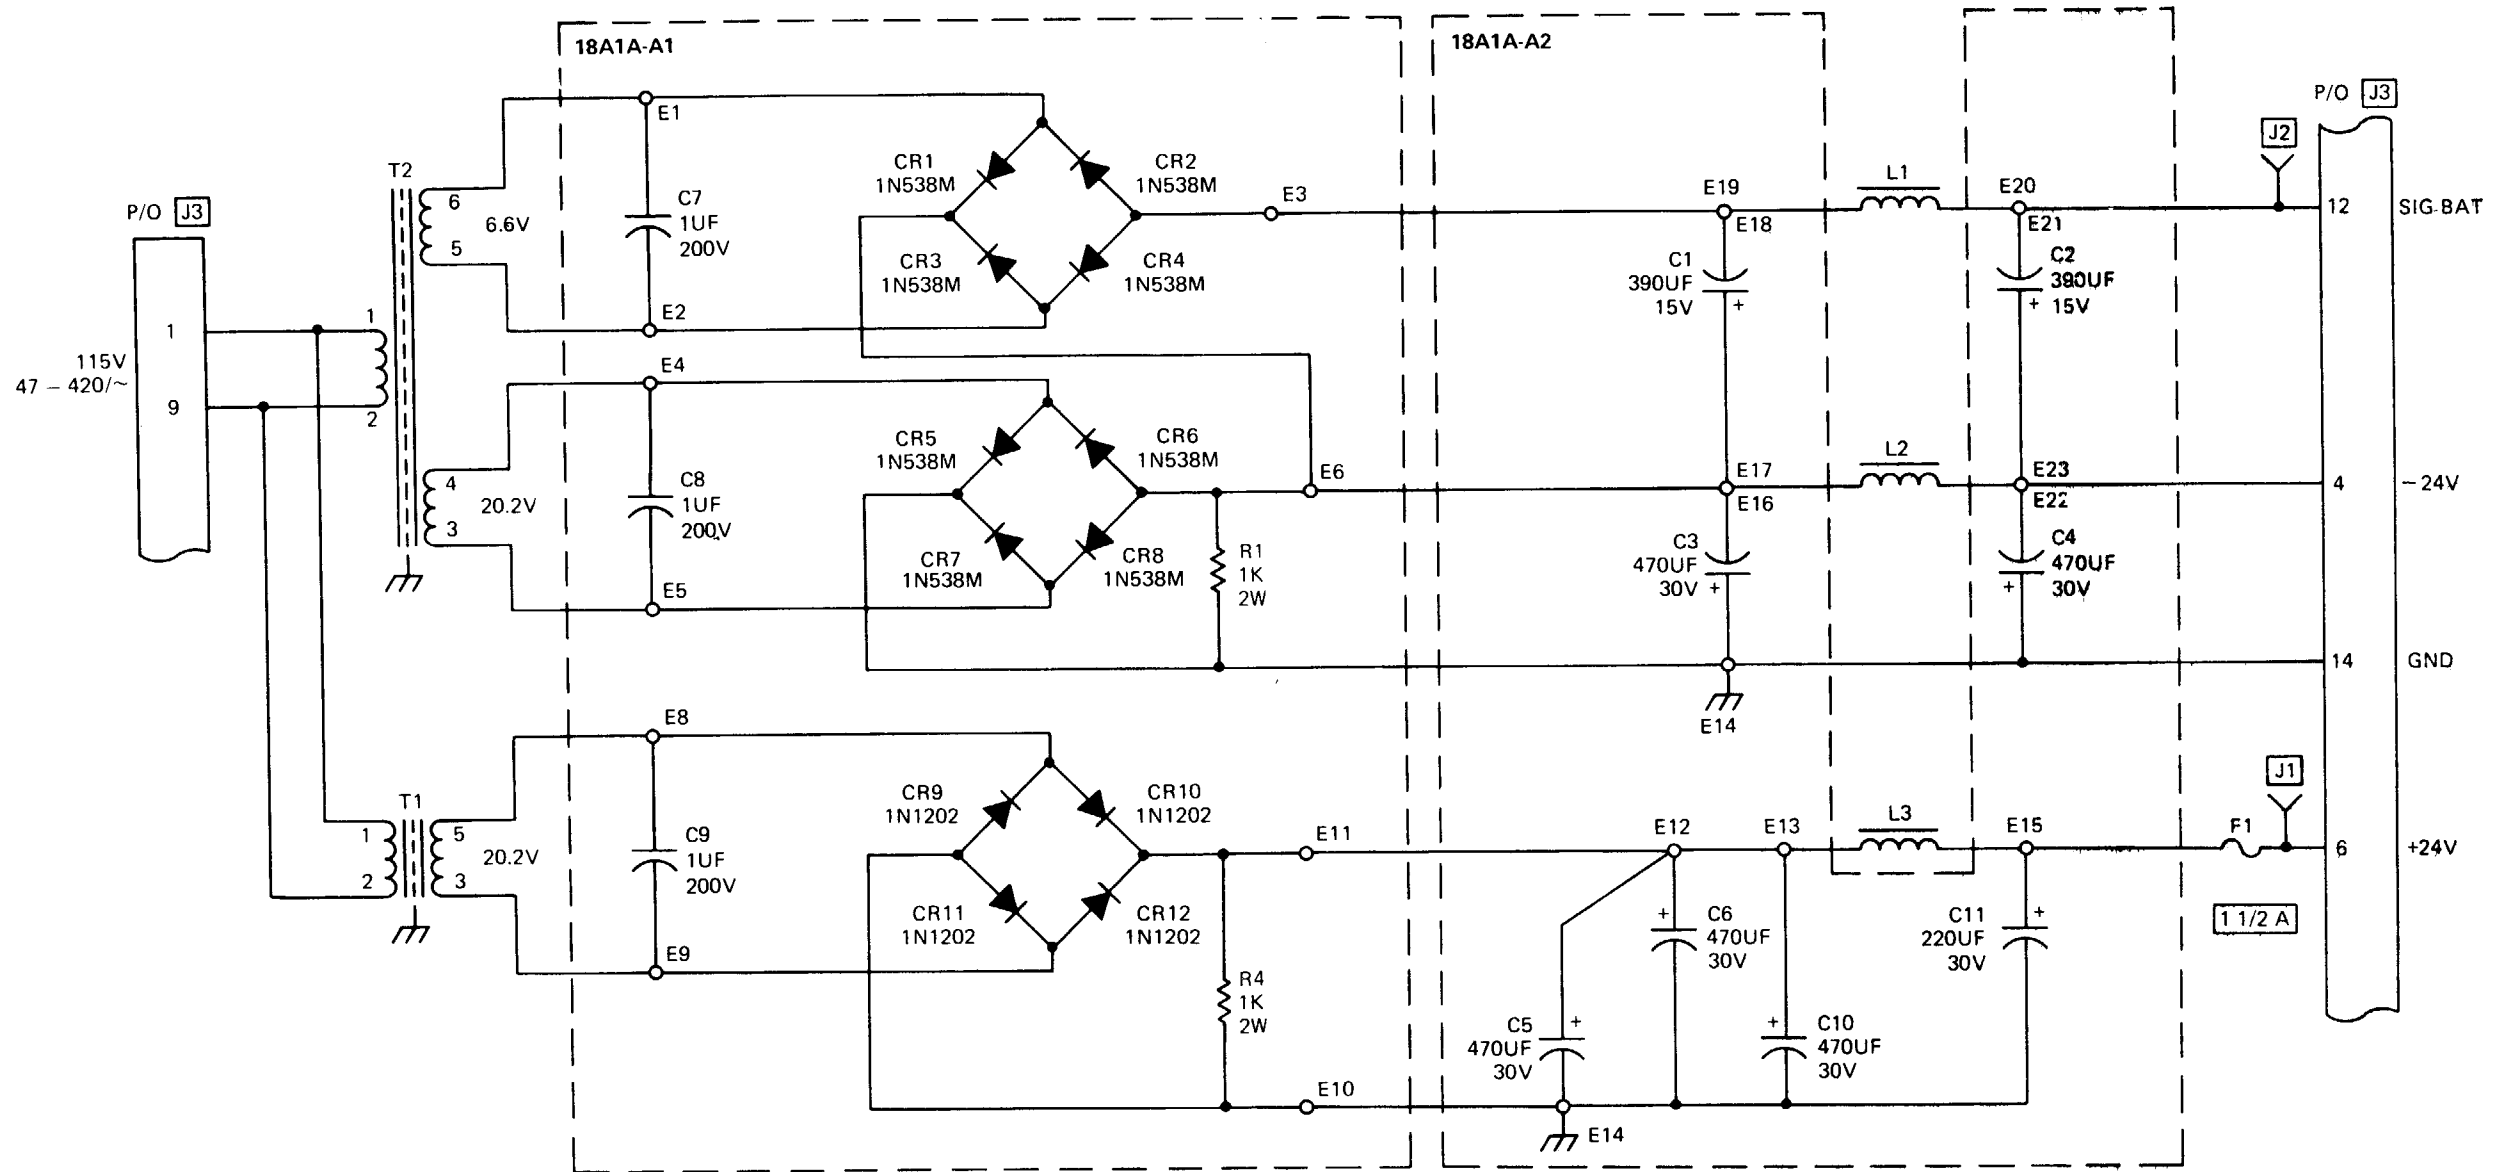 18A1A-A1
18A1A-A2
P/O J3
1
9
115V
47 – 420/~
T2
1
2
6
6.6V
5
4
20.2V
3
T1
1
2
5
20.2V
3
E1
C7
1UF
200V
E2
CR1
1N538M
CR2
1N538M
CR3
1N538M
CR4
1N538M
E3
E4
C8
1UF
200V
E5
CR5
1N538M
CR6
1N538M
CR7
1N538M
CR8
1N538M
E6
R1
1K
2W
E8
C9
1UF
200V
E9
CR9
1N1202
CR10
1N1202
CR11
1N1202
CR12
1N1202
E11
R4
1K
2W
E10
E19
E18
C1
390UF
15V
+
E17
E16
C3
470UF
30V
+
E14
L1
L2
L3
E20
E21
C2
390UF
15V
+
E23
E22
C4
470UF
30V
+
E12
E13
E15
C5
470UF
30V
+
C6
470UF
30V
+
C10
470UF
30V
+
C11
220UF
30V
+
E14
F1
1 1/2 A
J2
J1
P/O J3
12 SIG BAT
4 –24V
14 GND
6 +24V